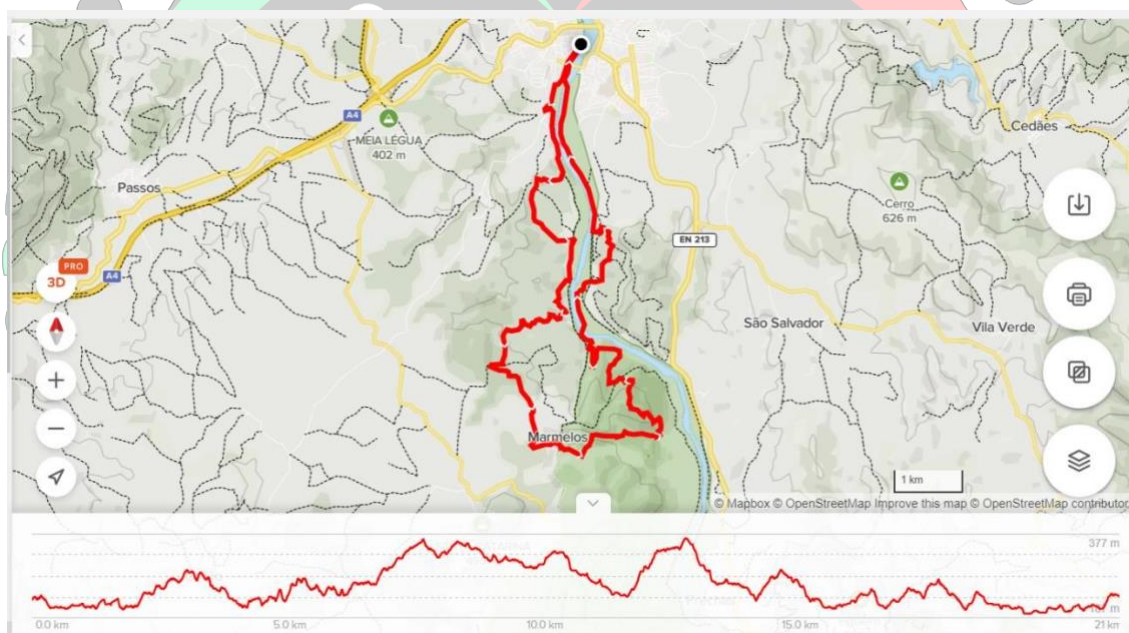 A4
MEIA LÉGUA
402 m
Cedães
Passos
Cerro
626 m
PRO
3D
A4
EN 213
São Salvador
Vila Verde
Marmelos
1 km
© Mapbox © OpenStreetMap Improve this map © OpenStreetMap contributor
377 m
0.0 km
5.0 km
10.0 km
15.0 km
21 km